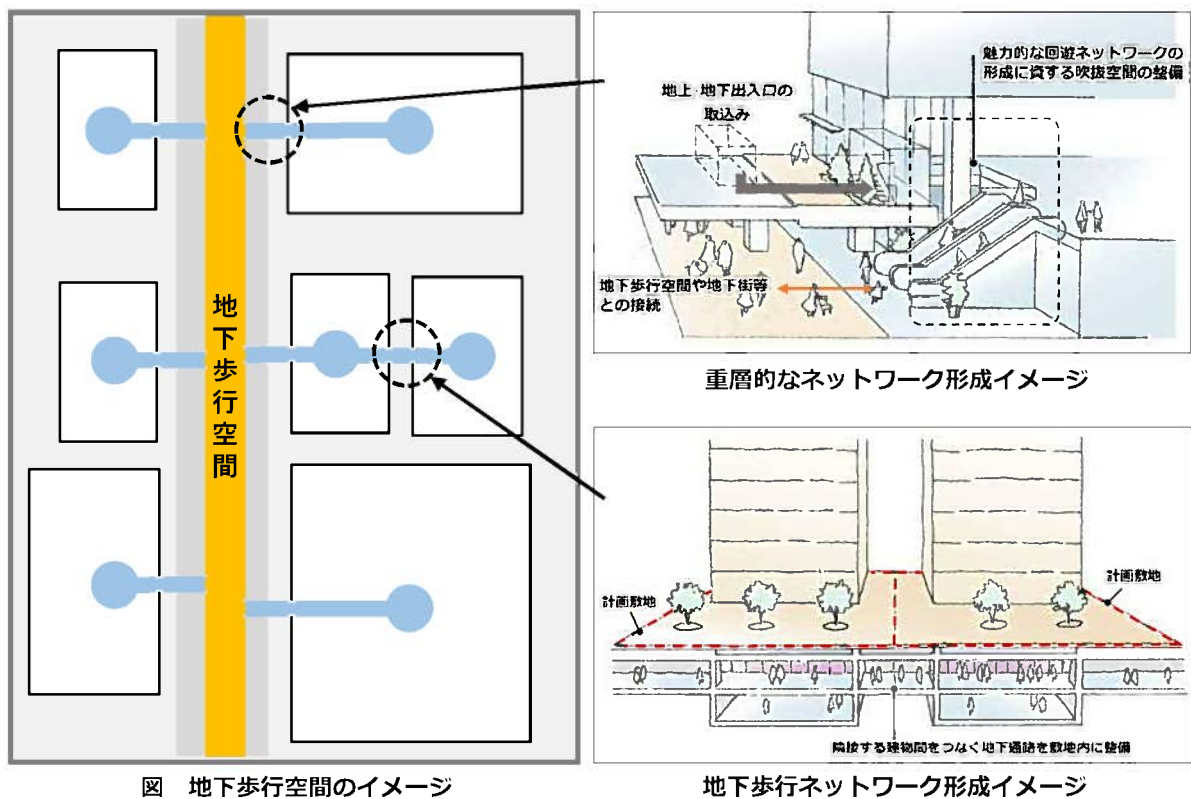 地下歩行空間
図　地下歩行空間のイメージ
魅力的な回遊ネットワークの
形成に資する吹抜空間の整備
地上・地下出入口の
取込み
地下歩行空間や地下街等
との接続
重層的なネットワーク形成イメージ
計画敷地
計画敷地
隣接する建物間をつなぐ地下通路を敷地内に整備
地下歩行ネットワーク形成イメージ